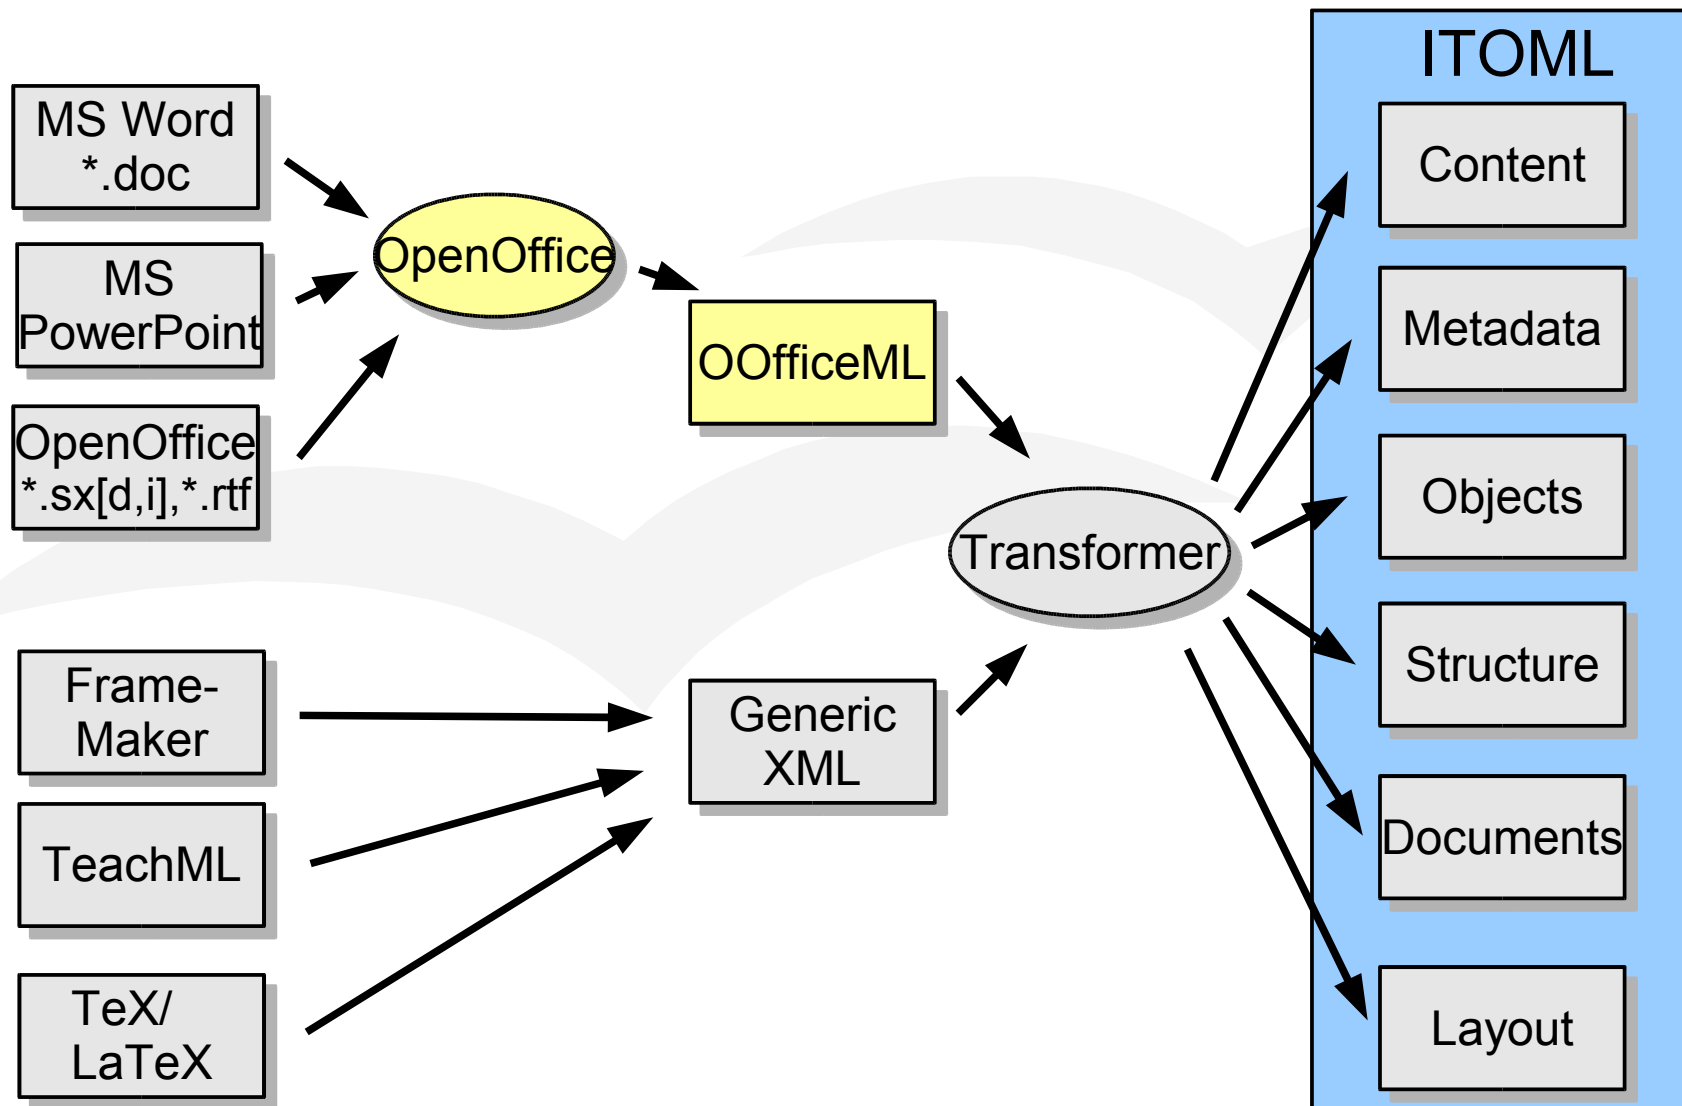 ITOML
MS Word
*.doc
MS
PowerPoint
OpenOffice
*.sx[d,i],*.rtf
Frame-
Maker
TeachML
TeX/
LaTeX
OpenOffice
OOfficeML
Generic
XML
Transformer
Content
Metadata
Objects
Structure
Documents
Layout